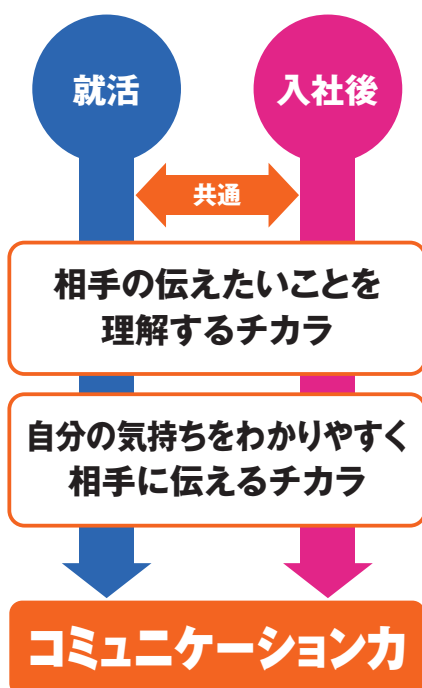 就活
入社後
共通
相手の伝えたいことを
理解するチカラ
自分の気持ちをわかりやすく
相手に伝えるチカラ
コミュニケーション力